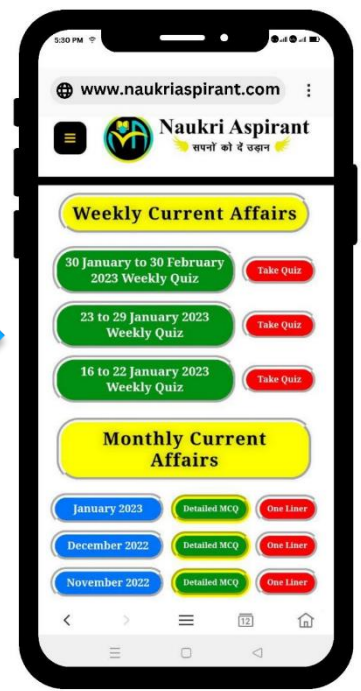 5:30 PM
www.naukriaspirant.com
Naukri Aspirant
सपनों को दें उड़ान
Weekly Current Affairs
30 January to 30 February
2023 Weekly Quiz
Take Quiz
23 to 29 January 2023
Weekly Quiz
Take Quiz
16 to 22 January 2023
Weekly Quiz
Take Quiz
Monthly Current
Affairs
January 2023 Detailed MCQ One Liner
December 2022 Detailed MCQ One Liner
November 2022 Detailed MCQ One Liner
12